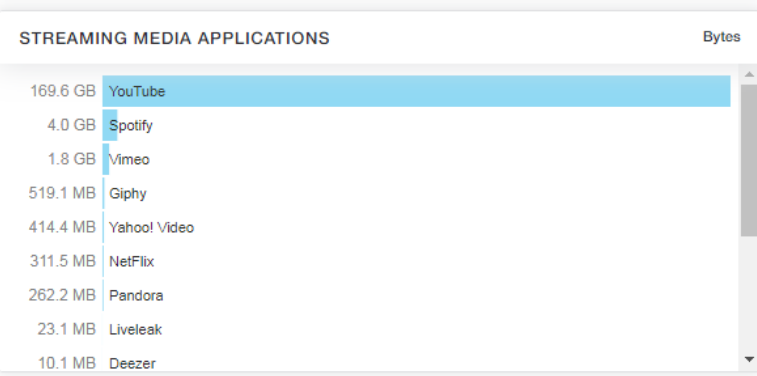 STREAMING MEDIA APPLICATIONS Bytes
169.6 GB YouTube
4.0 GB Spotify
1.8 GB Vimeo
519.1 MB Giphy
414.4 MB Yahoo! Video
311.5 MB NetFlix
262.2 MB Pandora
23.1 MB Liveleak
10.1 MB Deezer